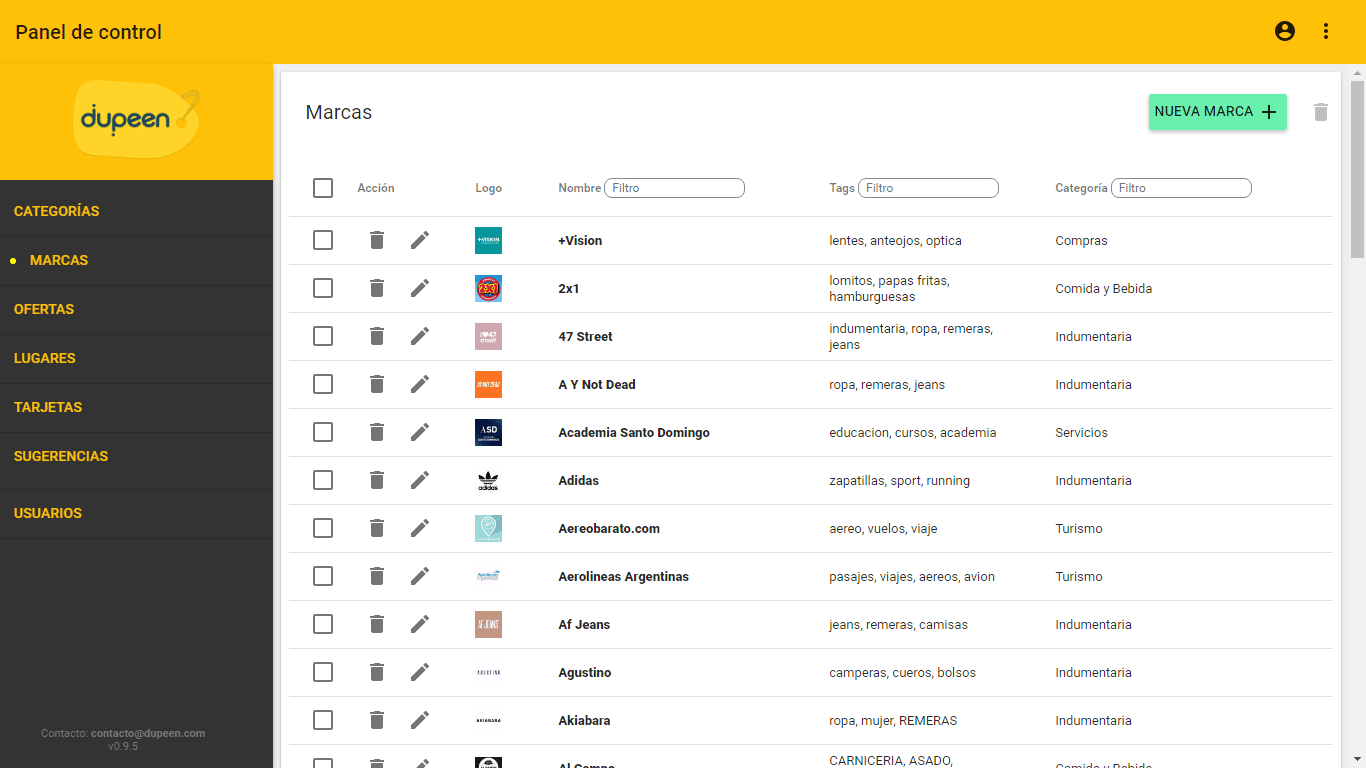 Panel de control
dupeen
CATEGORÍAS
MARCAS
OFERTAS
LUGARES
TARJETAS
SUGERENCIAS
USUARIOS
Contacto: contacto@dupeen.com
v0.9.5
Marcas
NUEVA MARCA
Acción Logo Nombre Filtro Tags Filtro Categoría Filtro
+VISION +Vision lentes, anteojos, optica Compras
2x1 2x1 lomitos, papas fritas, hamburguesas Comida y Bebida
47 street 47 Street indumentaria, ropa, remeras, jeans Indumentaria
A Y Not Dead ropa, remeras, jeans Indumentaria
ASD Academia Santo Domingo educacion, cursos, academia Servicios
adidas Adidas zapatillas, sport, running Indumentaria
Aereobarato.com aereo, vuelos, viaje Turismo
Aerolineas Argentinas pasajes, viajes, aereos, avion Turismo
AF JEANS Af Jeans jeans, remeras, camisas Indumentaria
AGUSTINO Agustino camperas, cueros, bolsos Indumentaria
AKIABARA Akiabara ropa, mujer, REMERAS Indumentaria
Al Campo CARNICERIA, ASADO, Comida y Bebida